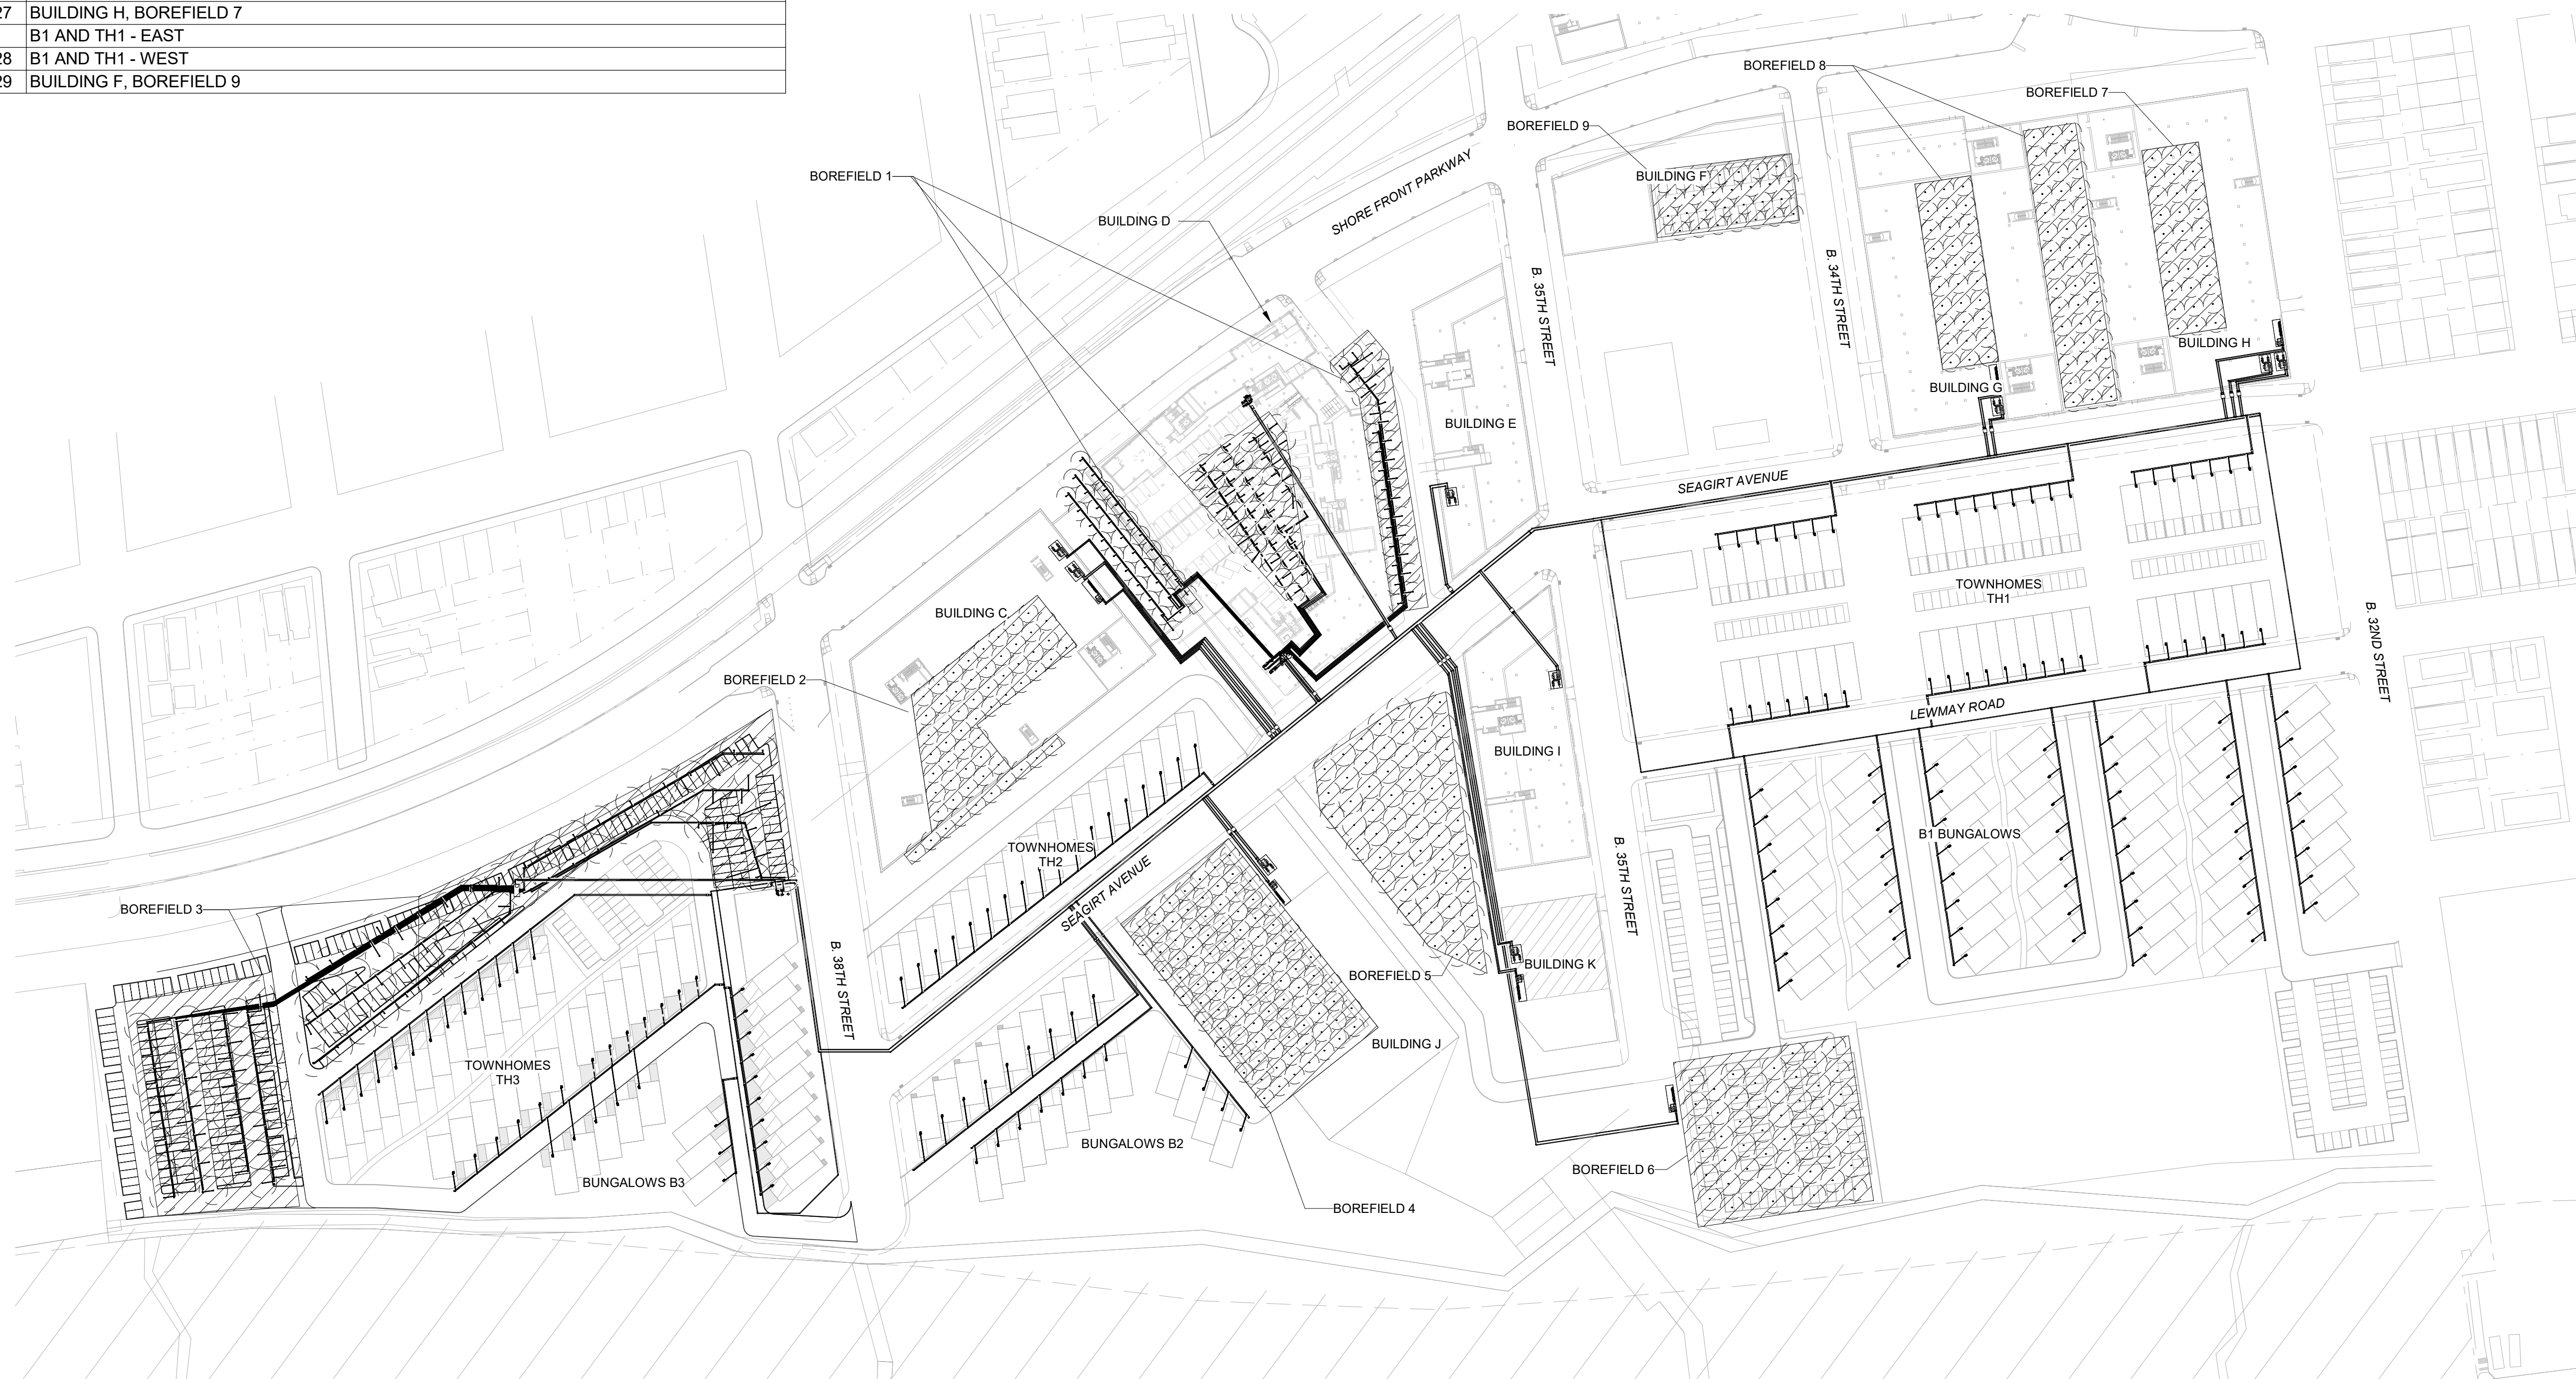 27 BUILDING H, BOREFIELD 7
B1 AND TH1 - EAST
28 B1 AND TH1 - WEST
29 BUILDING F, BOREFIELD 9
BOREFIELD 8
BOREFIELD 7
BOREFIELD 9
SHORE FRONT PARKWAY
BOREFIELD 1
BUILDING F
BUILDING D
B. 35TH STREET
B. 34TH STREET
BUILDING H
BUILDING G
BUILDING E
SEAGIRT AVENUE
TOWNHOMES
TH1
BUILDING C
B. 32ND STREET
BOREFIELD 2
LEWMAY ROAD
BUILDING I
B1 BUNGALOWS
TOWNHOMES
TH2
SEAGIRT AVENUE
B. 35TH STREET
BOREFIELD 3
B. 38TH STREET
BUILDING K
BOREFIELD 5
BUILDING J
TOWNHOMES
TH3
BUNGALOWS B2
BOREFIELD 6
BUNGALOWS B3
BOREFIELD 4